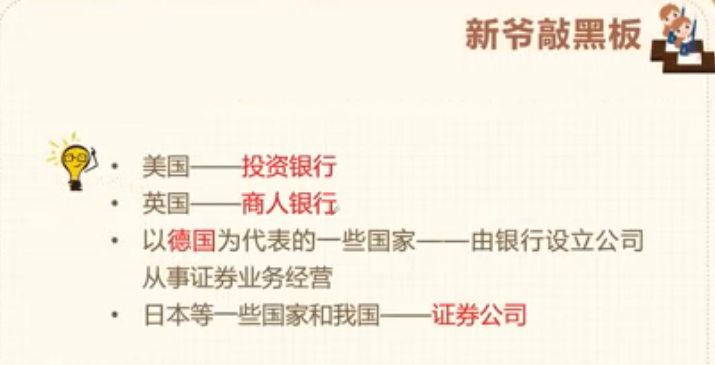 新爷敲黑板
• 美国——投资银行
• 英国——商人银行
• 以德国为代表的一些国家——由银行设立公司
从事证券业务经营
• 日本等一些国家和我国——证券公司